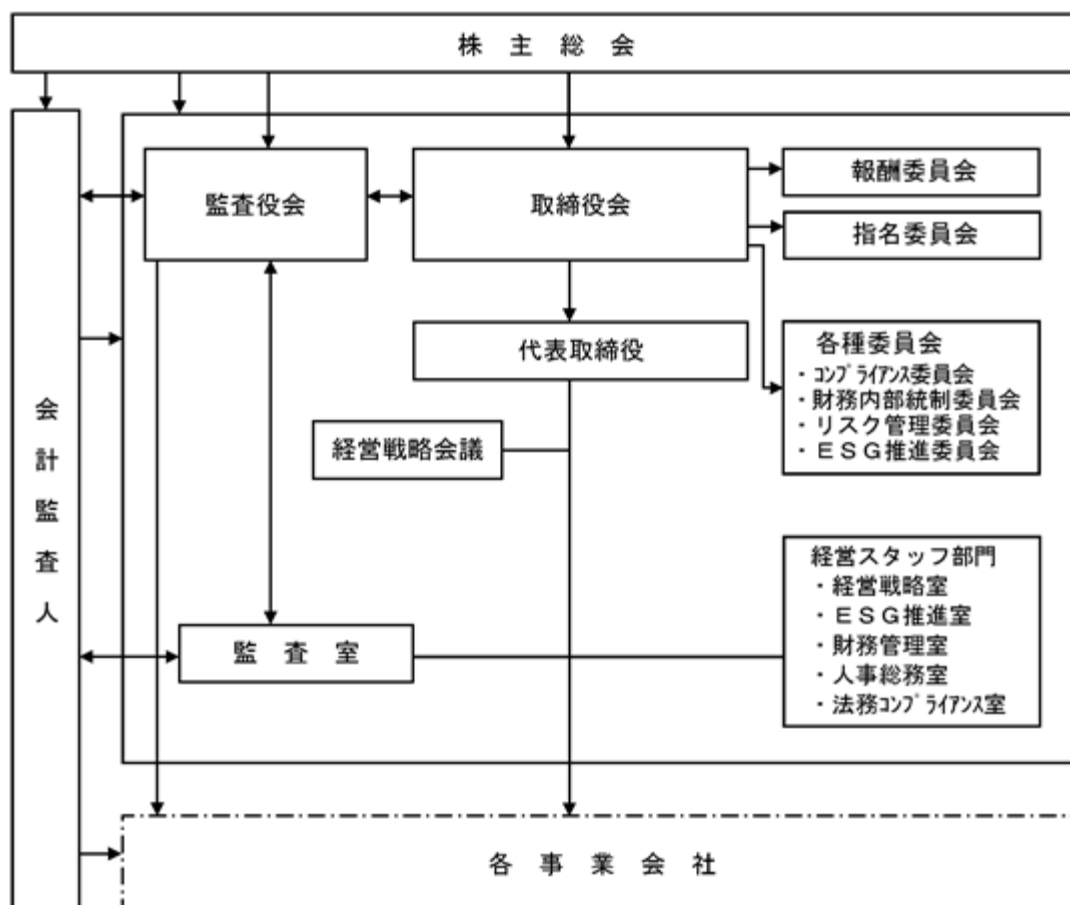 株主総会
監査役会
取締役会
報酬委員会
指名委員会
代表取締役
各種委員会
・ｺﾝﾌﾟﾗｲｱﾝｽ委員会
・財務内部統制委員会
・リスク管理委員会
・ＥＳＧ推進委員会
経営戦略会議
会計監査人
経営スタッフ部門
・経営戦略室
・ＥＳＧ推進室
・財務管理室
・人事総務室
・法務ｺﾝﾌﾟﾗｲｱﾝｽ室
監査室
各事業会社